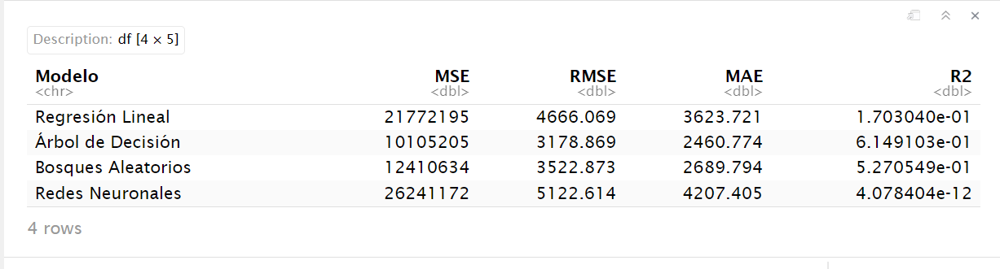 Description: df [4 × 5]
Modelo MSE RMSE MAE R2
<chr> <dbl> <dbl> <dbl> <dbl>
Regresión Lineal 21772195 4666.069 3623.721 1.703040e-01
Árbol de Decisión 10105205 3178.869 2460.774 6.149103e-01
Bosques Aleatorios 12410634 3522.873 2689.794 5.270549e-01
Redes Neuronales 26241172 5122.614 4207.405 4.078404e-12
4 rows